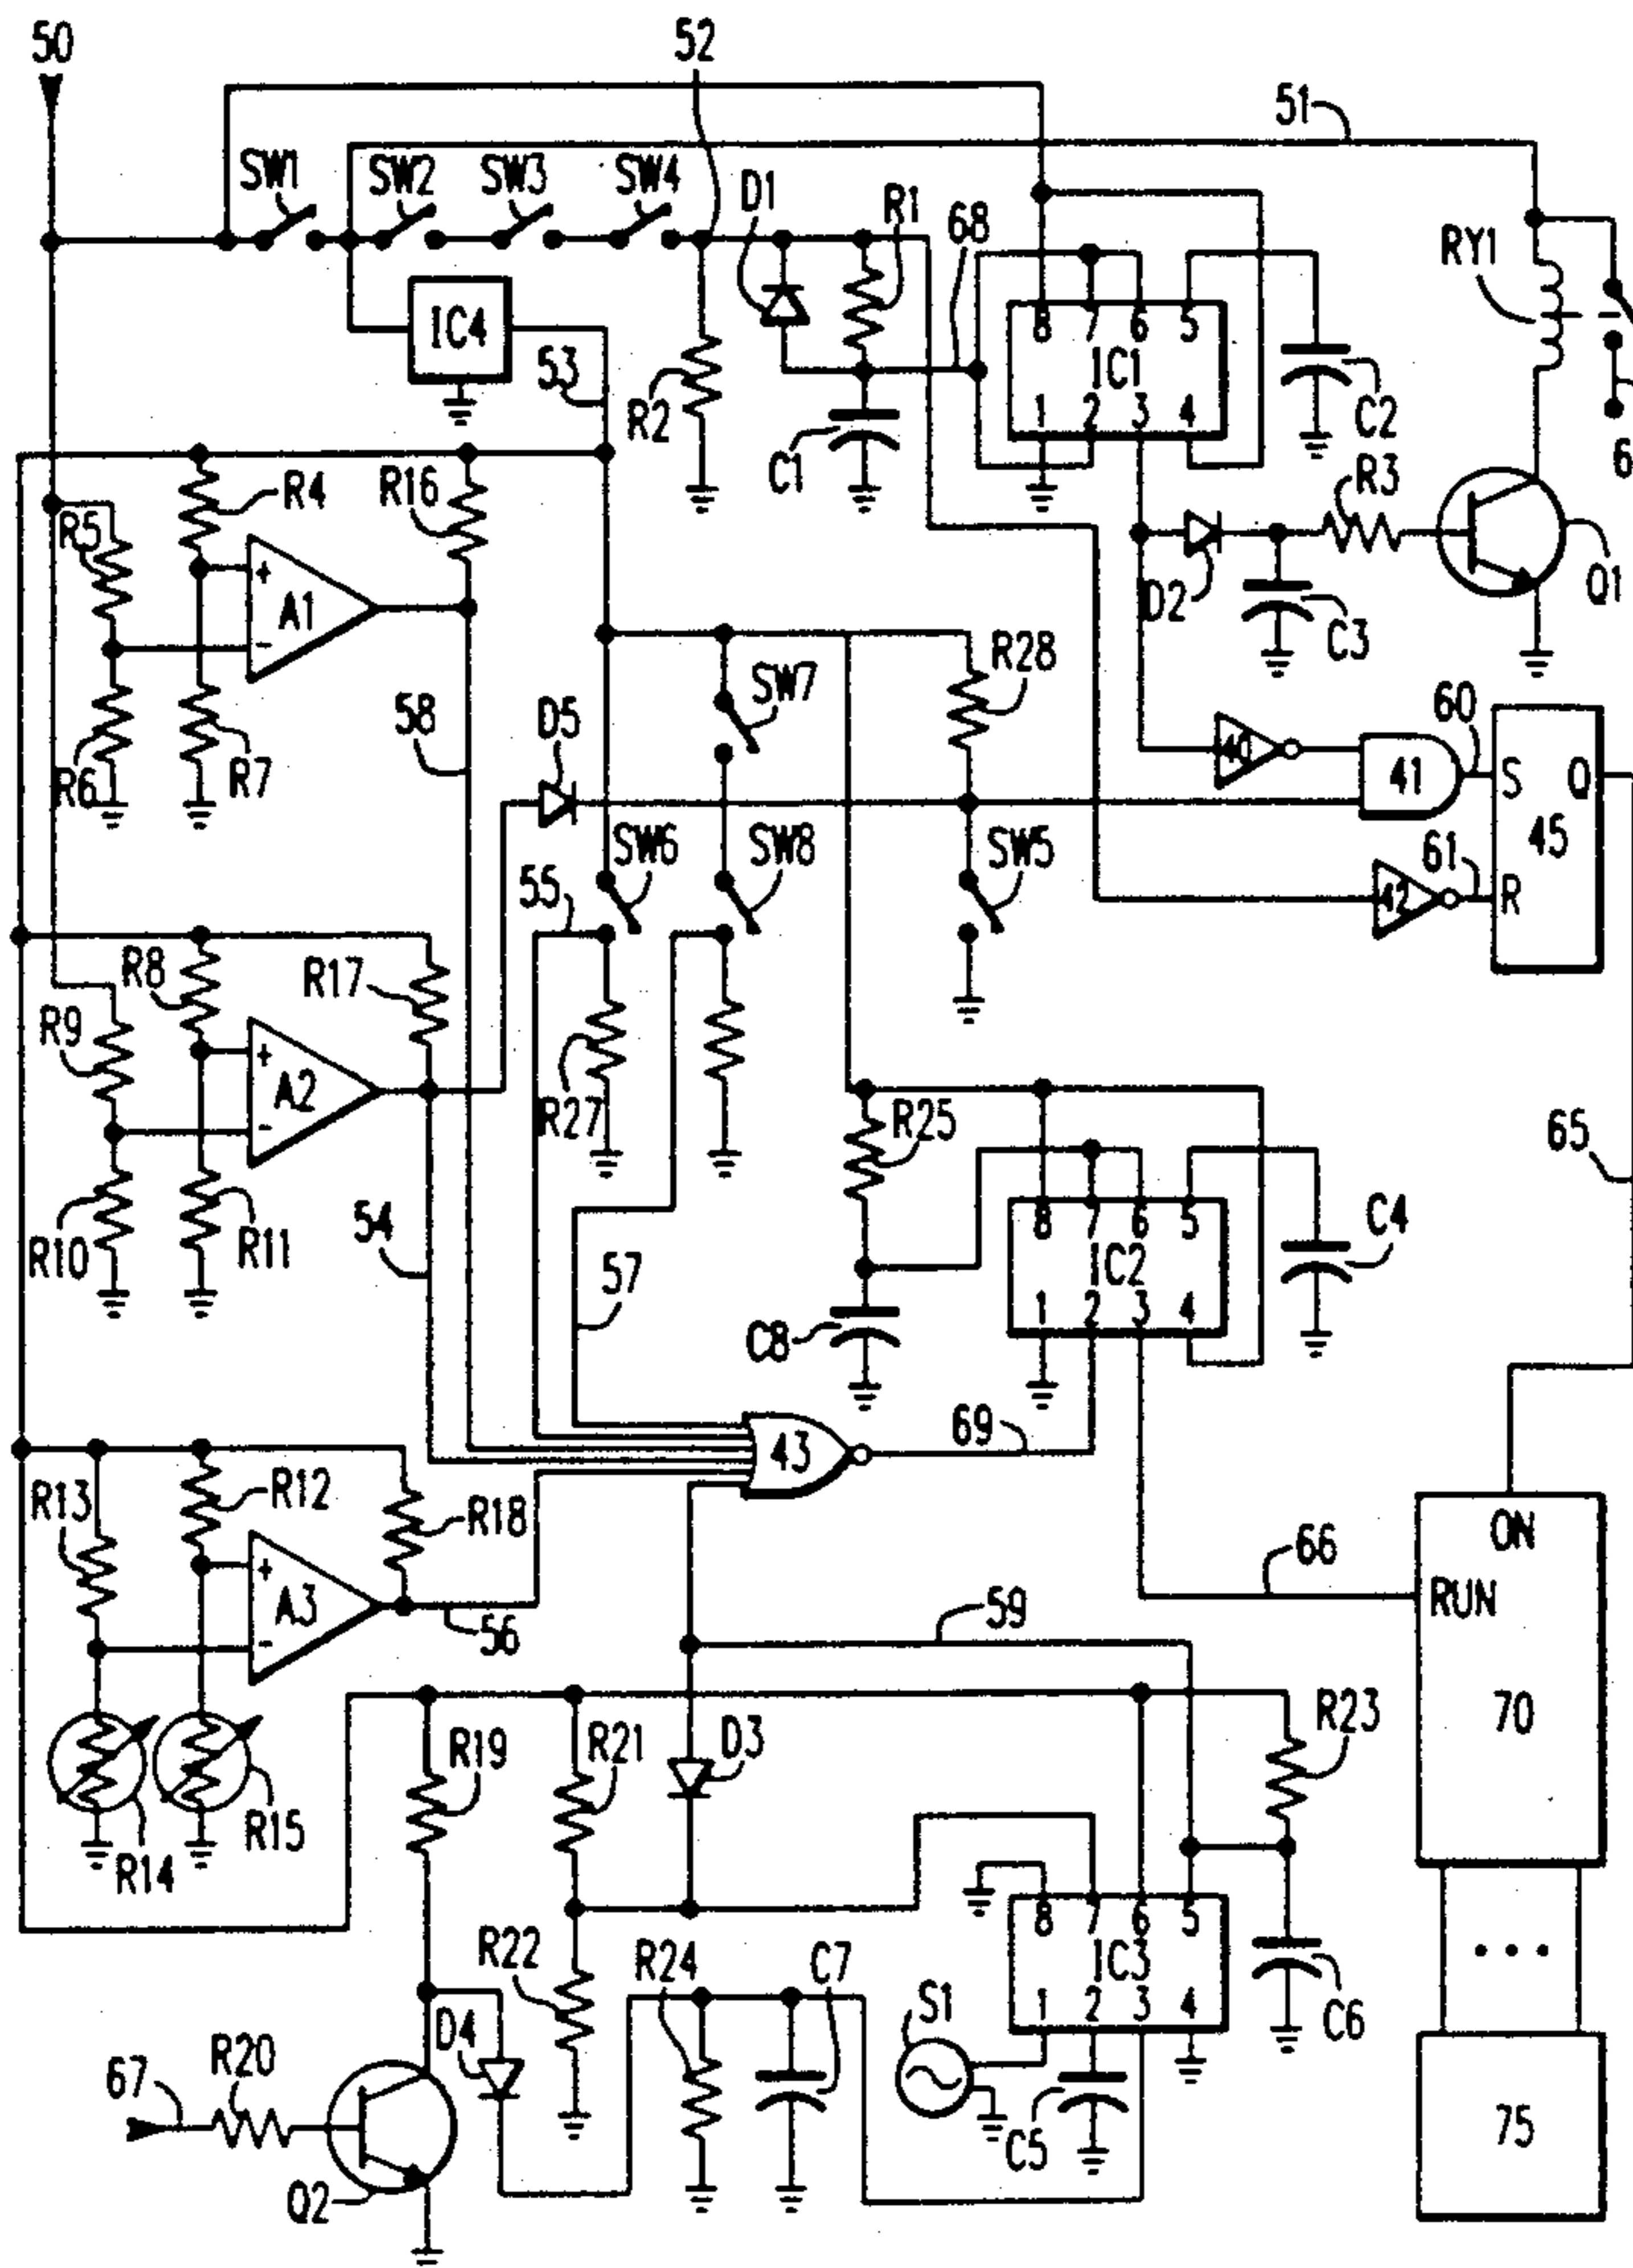 50
52
51
SW1
SW2
SW3
SW4
D1
R1
68
RY1
IC4
53
R2
C1
8 7 6 5
IC1
1 2 3 4
C2
6
R4
R16
R3
R5
A1
+
-
D2
C3
Q1
R28
SW7
58
D5
60
R6
R7
40
41
S Q
45
R
SW6
SW8
SW5
55
42
61
R8
R17
R9
A2
+
-
R27
R25
65
R10
R11
54
57
8 7 6 5
IC2
1 2 3 4
C4
C8
43
69
R13
R12
R18
ON
RUN
66
A3
+
-
56
59
70
R19
R21
D3
R23
R14
R15
R22
R24
C7
8 7 6 5
IC3
1 2 3 4
S1
C6
D4
R20
67
C5
75
Q2